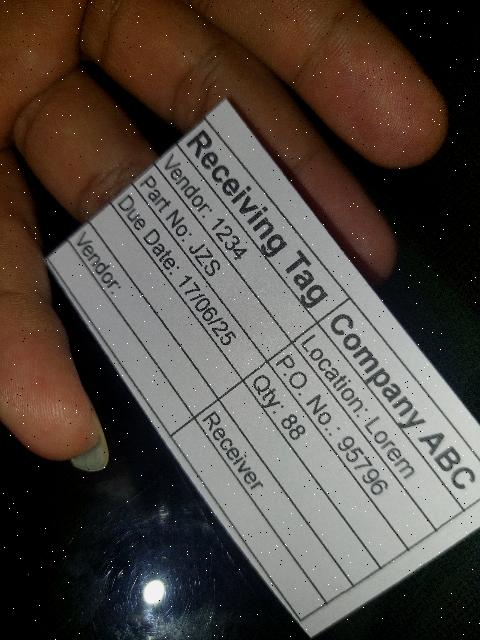 Receiving Tag Company ABC
Vendor: 1234 Location: Lorem
Part No: JZS P.O. No.: 95796
Due Date: 17/06/25 Qty: 88
Vendor: Receiver